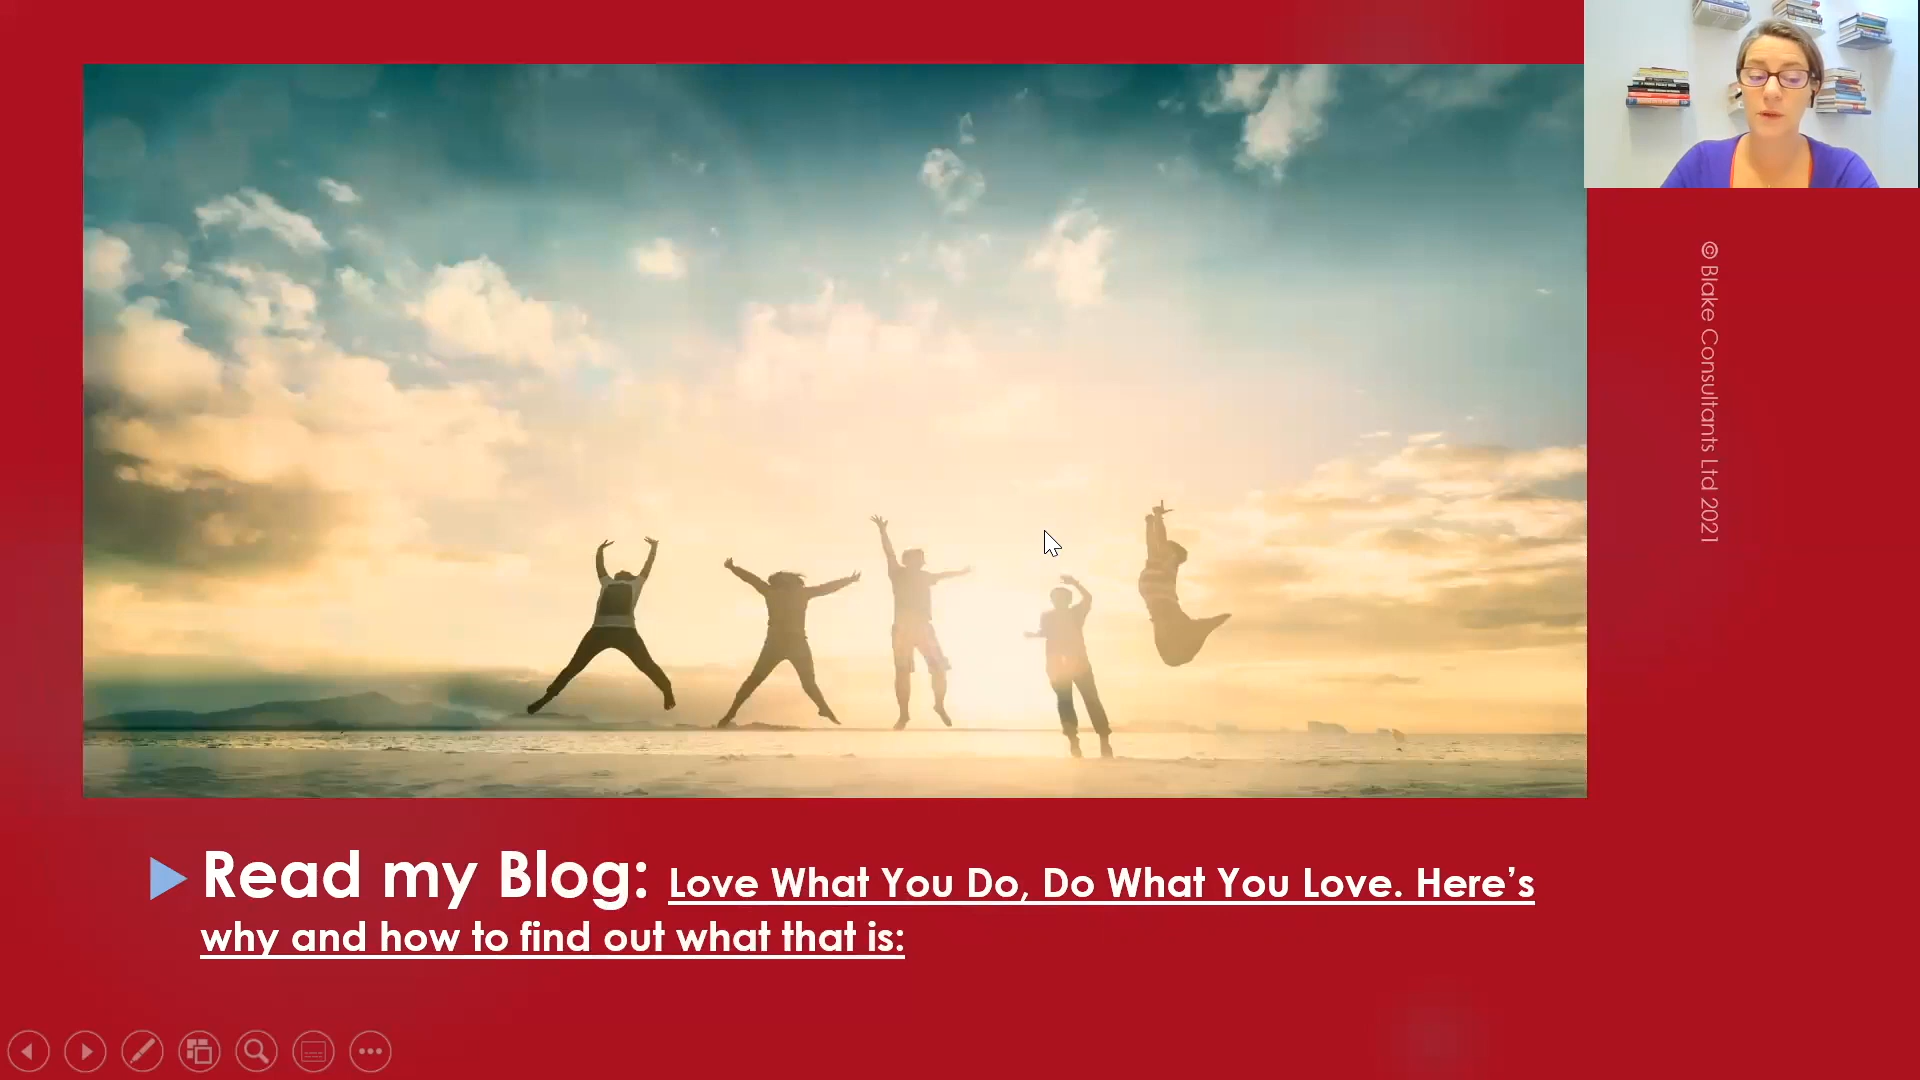 © Blake Consultants Ltd 2021
Read my Blog: Love What You Do, Do What You Love. Here’s
why and how to find out what that is: